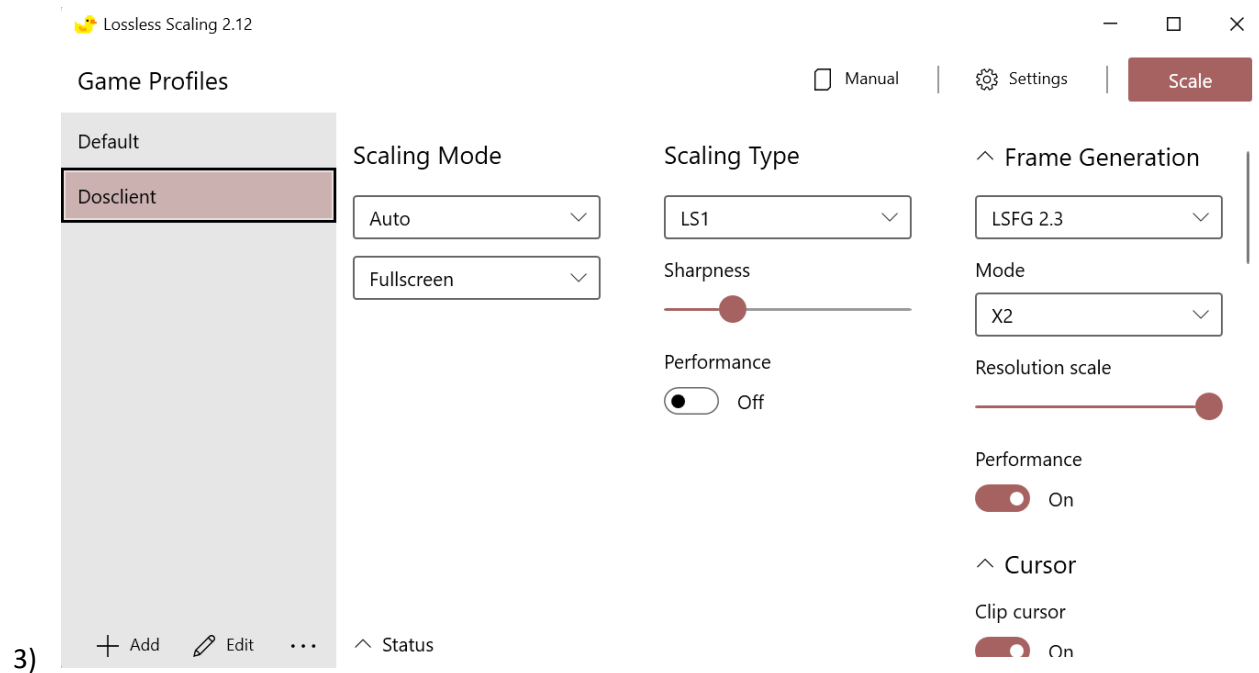 Lossless Scaling 2.12
Game Profiles
Manual
Settings
Scale
Default
Dosclient
Scaling Mode
Auto
Fullscreen
Scaling Type
LS1
Sharpness
Performance
Off
Frame Generation
LSFG 2.3
Mode
X2
Resolution scale
Performance
On
Cursor
Clip cursor
On
Add
Edit
Status
3)